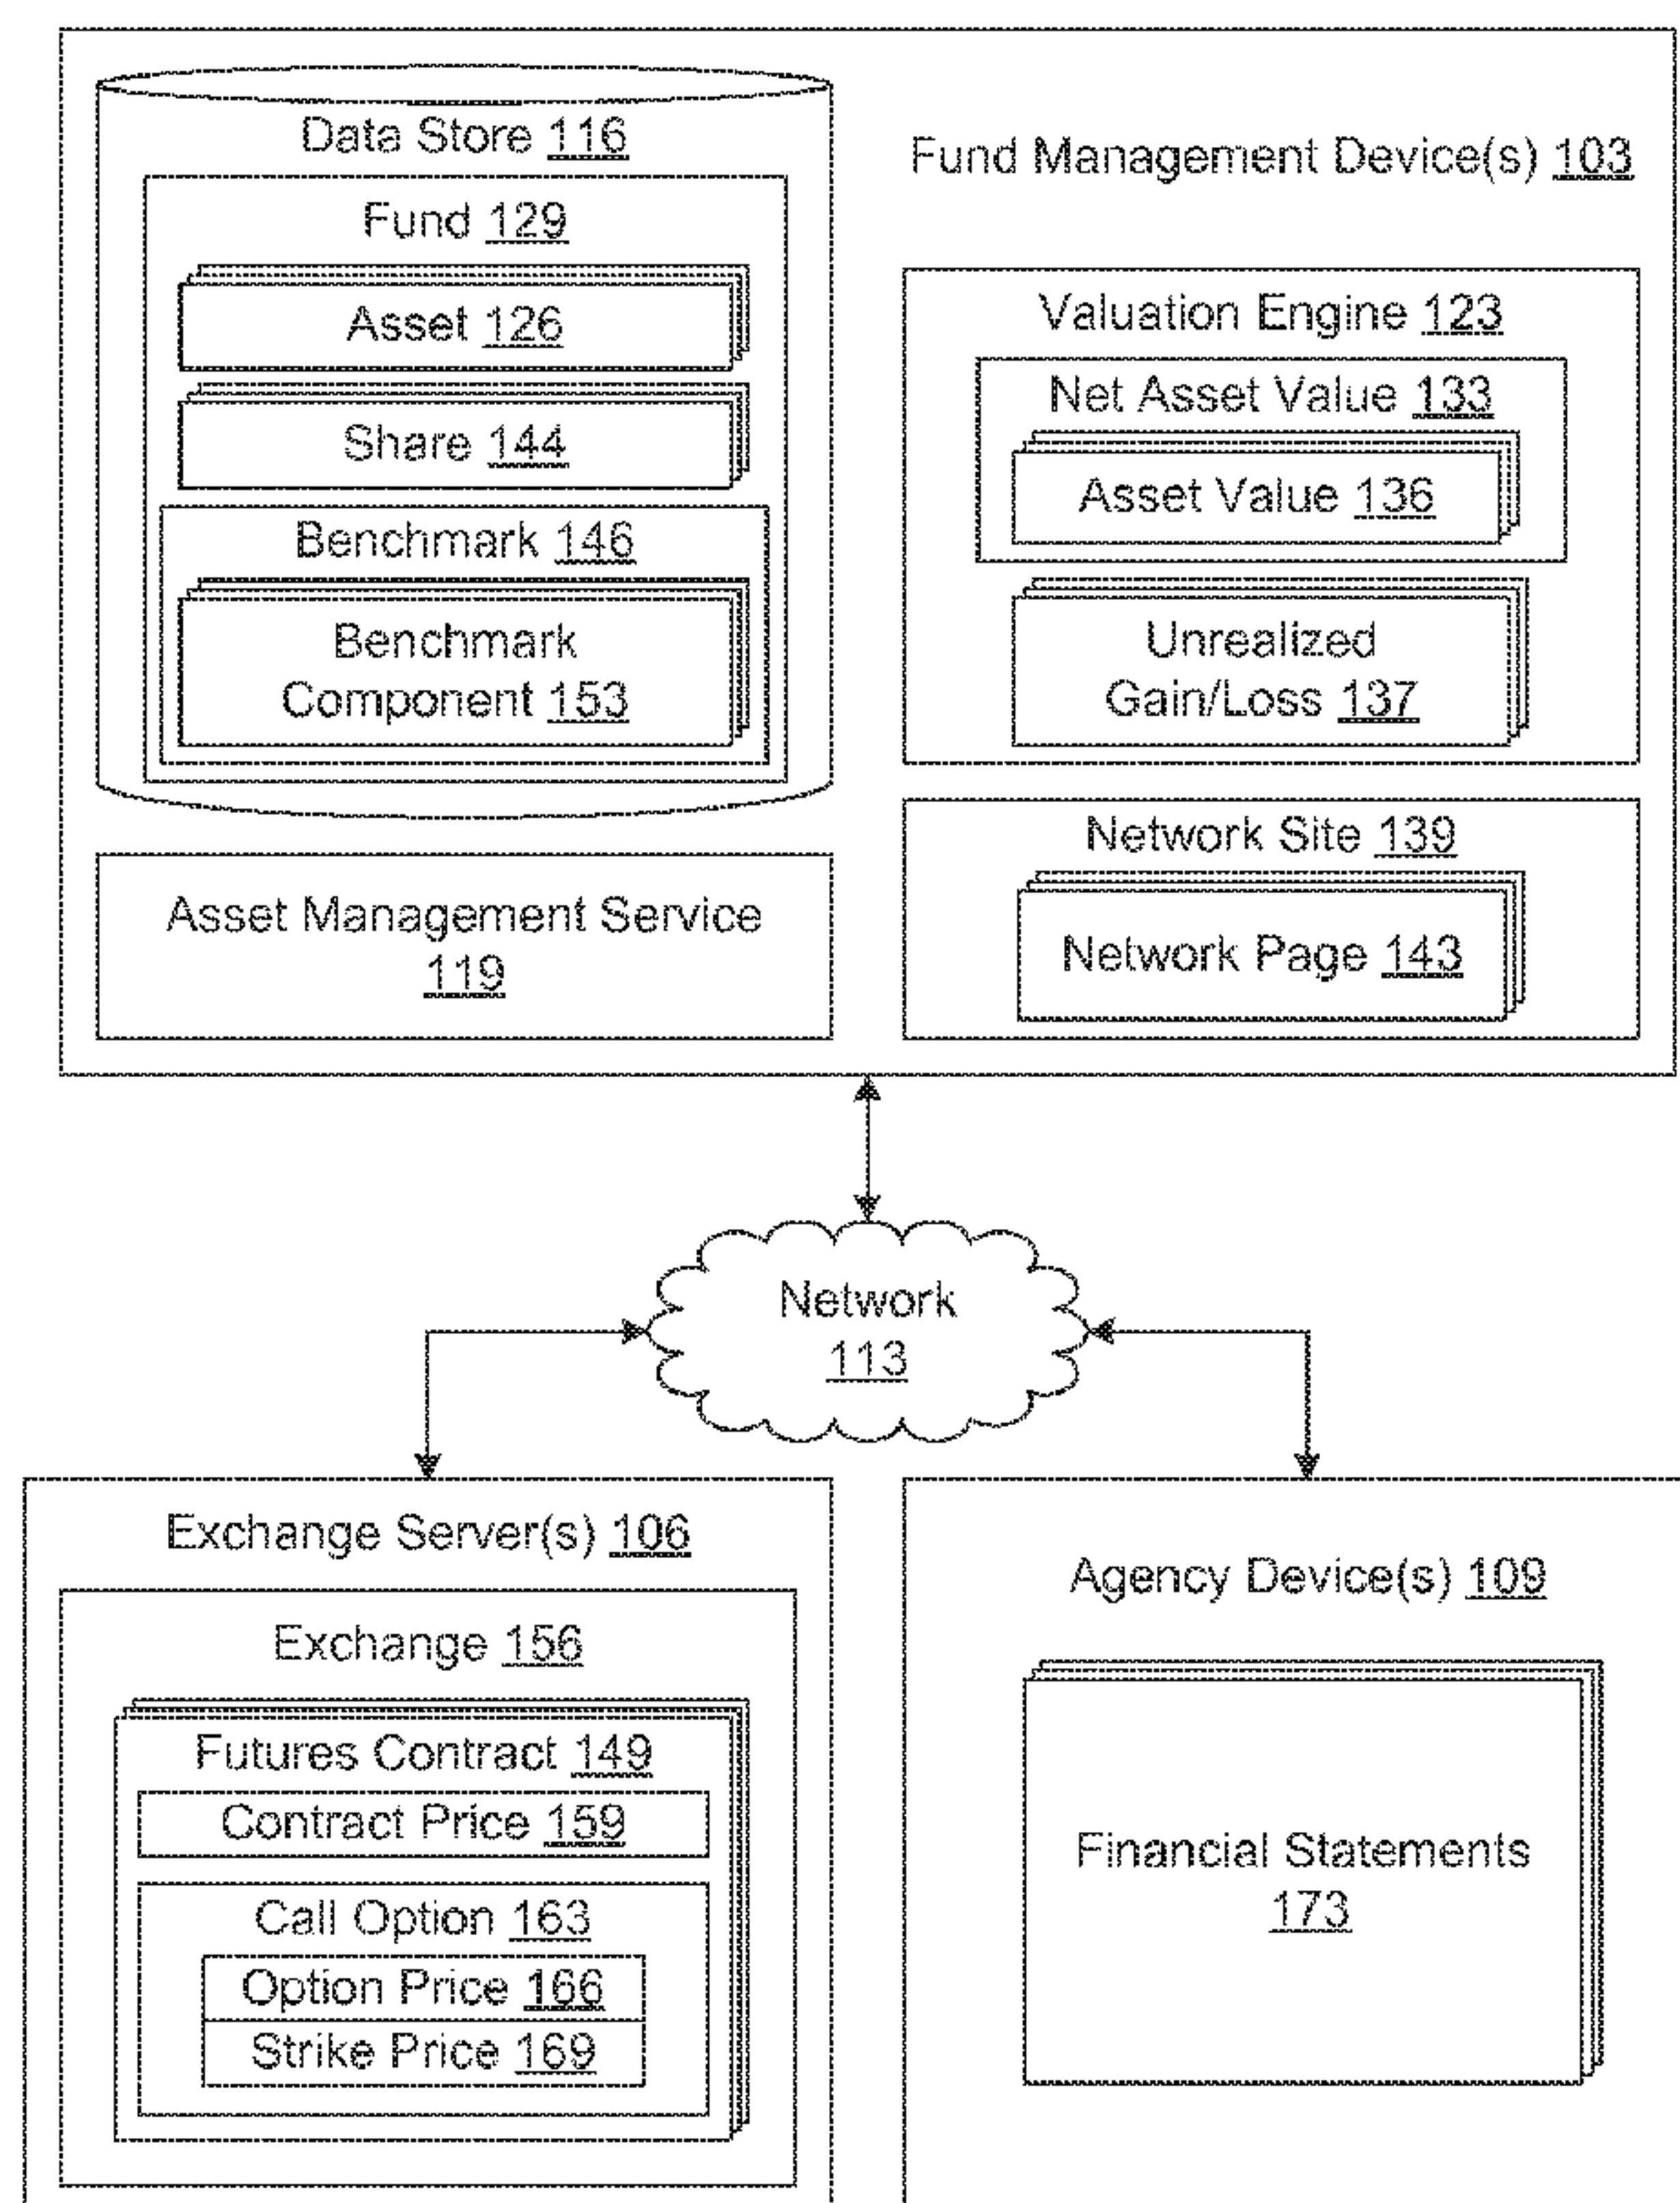 Data Store 116
Fund 129
Asset 126
Share 144
Benchmark 146
Benchmark
Component 153
Asset Management Service
119
Fund Management Device(s) 103
Valuation Engine 123
Net Asset Value 133
Asset Value 136
Unrealized
Gain/Loss 137
Network Site 139
Network Page 143
Network
113
Exchange Server(s) 106
Exchange 156
Futures Contract 149
Contract Price 159
Call Option 163
Option Price 166
Strike Price 169
Agency Device(s) 109
Financial Statements
173